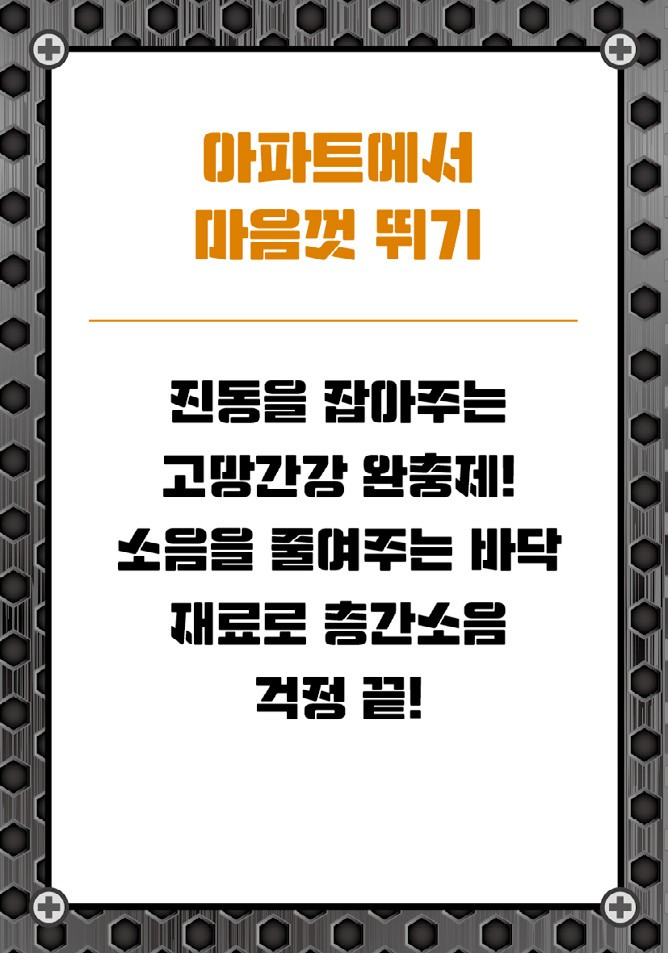 아파트에서
마음껏 뛰기
진동을 잡아주는
고망간강 완충제!
소음을 줄여주는 바닥
재료로 층간소음
걱정 끝!